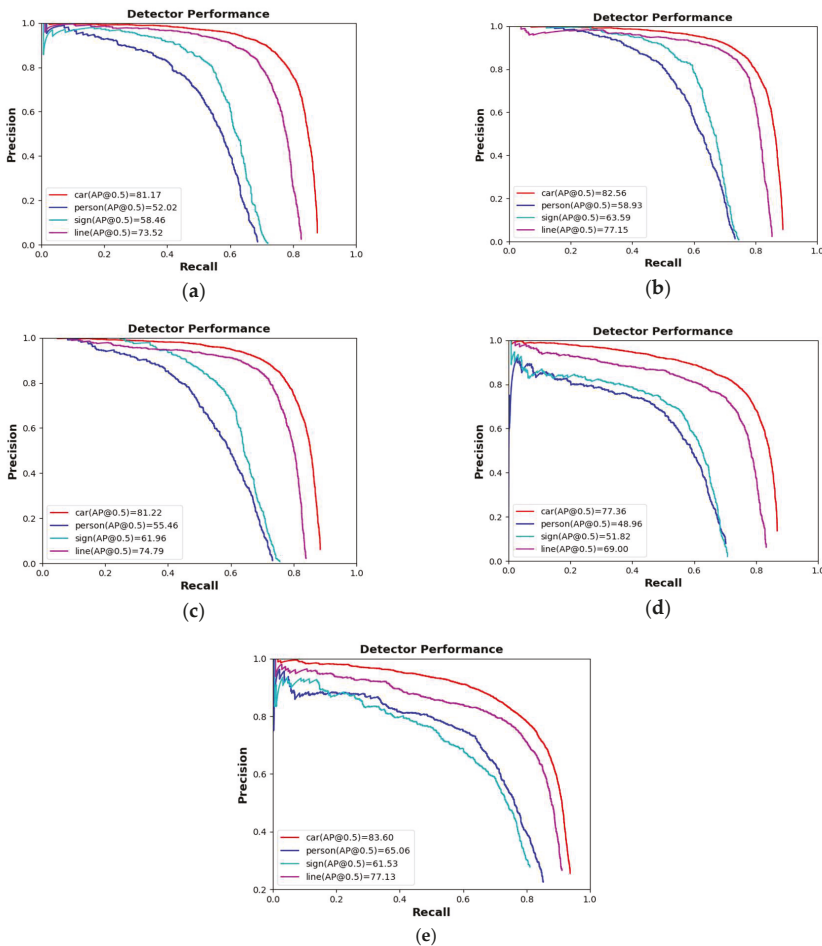 Detector Performance
Precision
1.0
0.8
0.6
0.4
0.2
0.0
car(AP@0.5)=81.17
person(AP@0.5)=52.02
sign(AP@0.5)=58.46
line(AP@0.5)=73.52
0.0 0.2 0.4 0.6 0.8 1.0
Recall
(a)
Detector Performance
Precision
1.0
0.8
0.6
0.4
0.2
0.0
car(AP@0.5)=82.56
person(AP@0.5)=58.93
sign(AP@0.5)=63.59
line(AP@0.5)=77.15
0.0 0.2 0.4 0.6 0.8 1.0
Recall
(b)
Detector Performance
Precision
1.0
0.8
0.6
0.4
0.2
0.0
car(AP@0.5)=81.22
person(AP@0.5)=55.46
sign(AP@0.5)=61.96
line(AP@0.5)=74.79
0.0 0.2 0.4 0.6 0.8 1.0
Recall
(c)
Detector Performance
Precision
1.0
0.8
0.6
0.4
0.2
0.0
car(AP@0.5)=77.36
person(AP@0.5)=48.96
sign(AP@0.5)=51.82
line(AP@0.5)=69.00
0.0 0.2 0.4 0.6 0.8 1.0
Recall
(d)
Detector Performance
Precision
1.0
0.8
0.6
0.4
0.2
car(AP@0.5)=83.60
person(AP@0.5)=65.06
sign(AP@0.5)=61.53
line(AP@0.5)=77.13
0.0 0.2 0.4 0.6 0.8 1.0
Recall
(e)